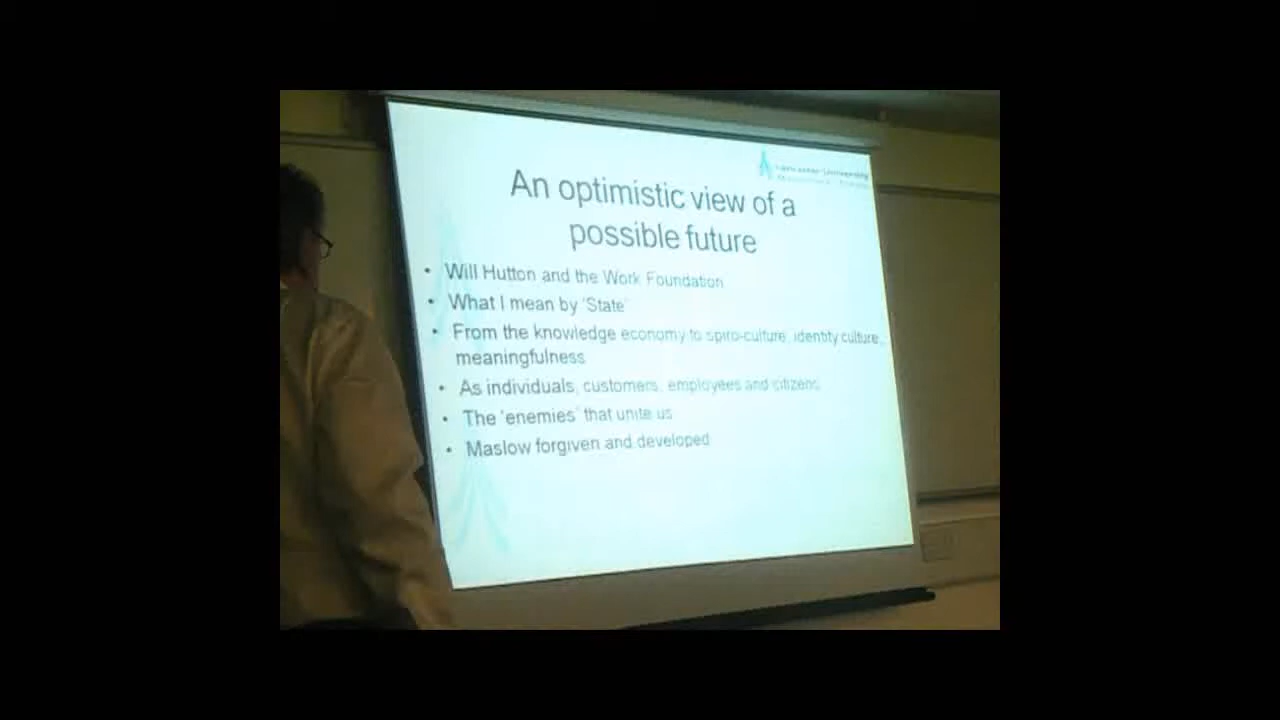 Lancaster University
An optimistic view of a
possible future
• Will Hutton and the Work Foundation
• What I mean by 'State'
• From the knowledge economy to spiro-culture, identity culture,
meaningfulness
• As individuals, customers, employees and citizens
• The 'enemies' that unite us
• Maslow forgiven and developed